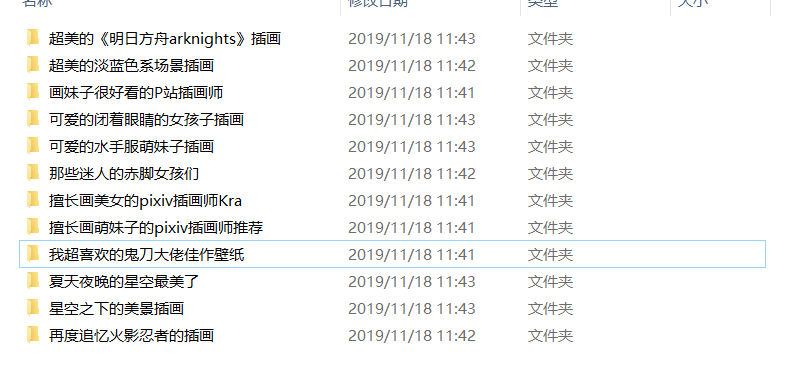 名称 修改日期 类型 大小
超美的《明日方舟arknights》插画 2019/11/18 11:43 文件夹
超美的淡蓝色系场景插画 2019/11/18 11:42 文件夹
画妹子很好看的P站插画师 2019/11/18 11:41 文件夹
可爱的闭着眼睛的女孩子插画 2019/11/18 11:43 文件夹
可爱的水手服萌妹子插画 2019/11/18 11:43 文件夹
那些迷人的赤脚女孩们 2019/11/18 11:42 文件夹
擅长画美女的pixiv插画师Kra 2019/11/18 11:41 文件夹
擅长画萌妹子的pixiv插画师推荐 2019/11/18 11:41 文件夹
我超喜欢的鬼刀大佬佳作壁纸 2019/11/18 11:41 文件夹
夏天夜晚的星空最美了 2019/11/18 11:43 文件夹
星空之下的美景插画 2019/11/18 11:43 文件夹
再度追忆火影忍者的插画 2019/11/18 11:42 文件夹